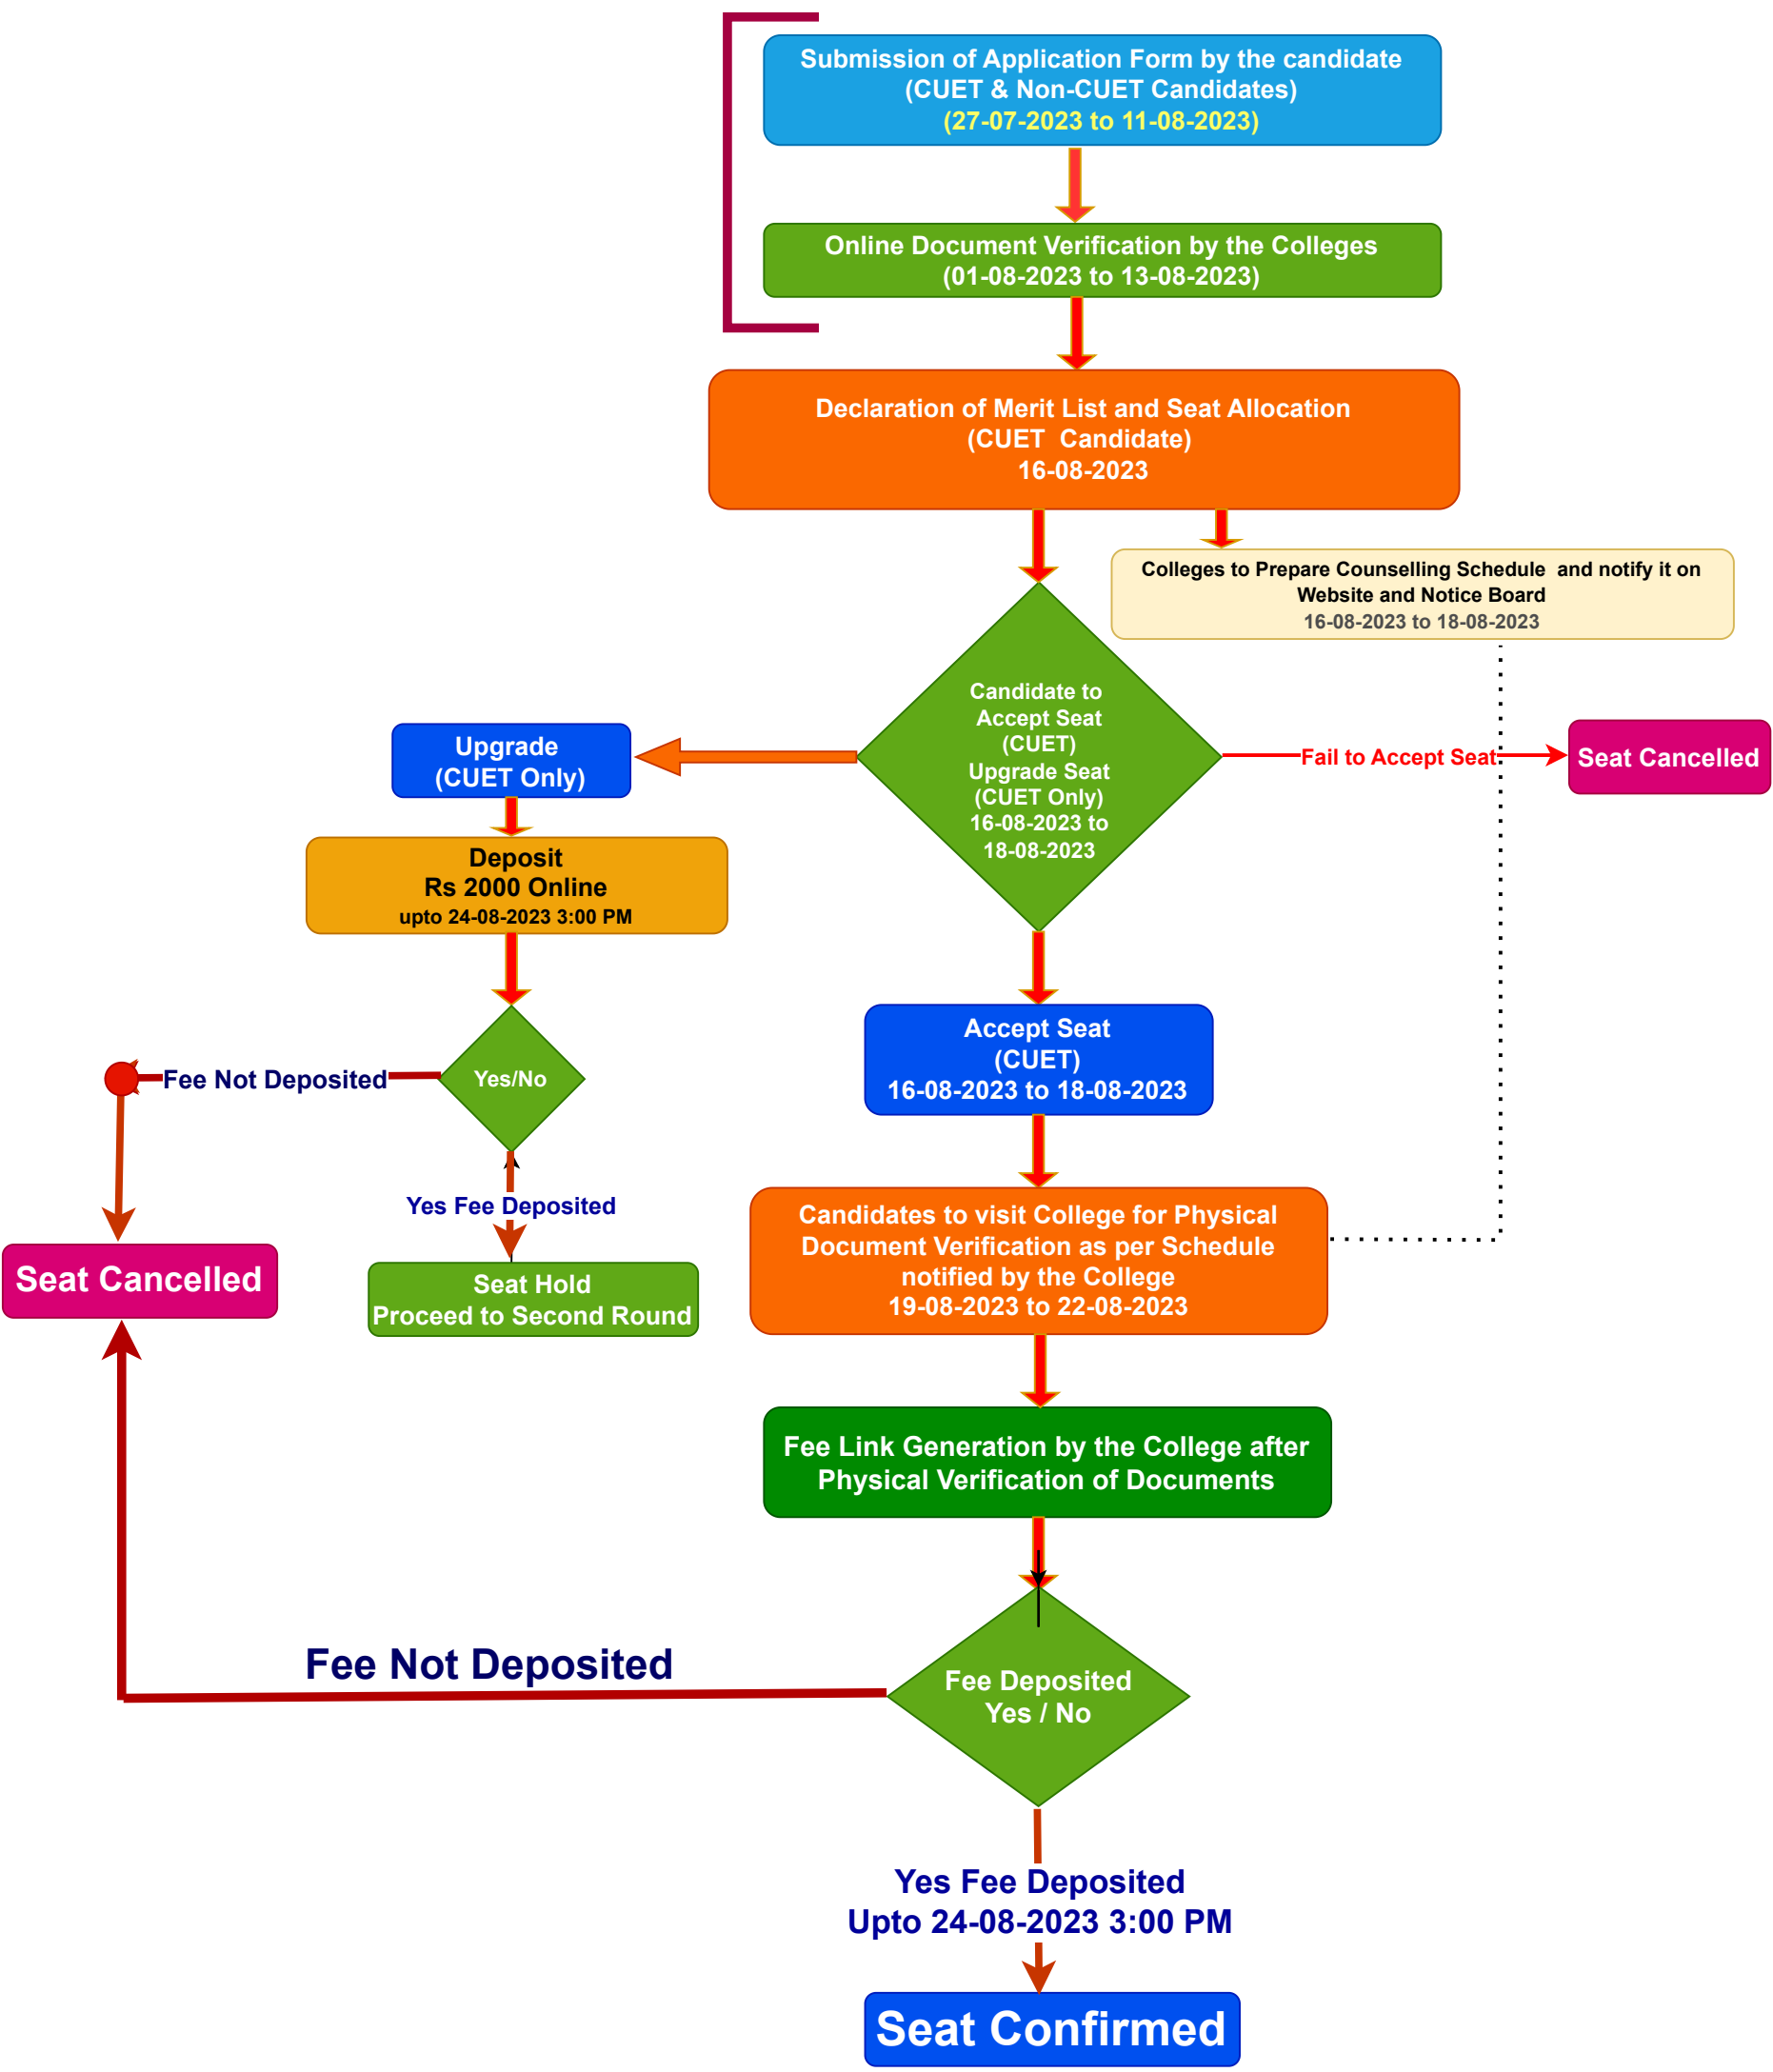 Submission of Application Form by the candidate
(CUET & Non-CUET Candidates)
(27-07-2023 to 11-08-2023)
Online Document Verification by the Colleges
(01-08-2023 to 13-08-2023)
Declaration of Merit List and Seat Allocation
(CUET Candidate)
16-08-2023
Colleges to Prepare Counselling Schedule and notify it on
Website and Notice Board
16-08-2023 to 18-08-2023
Candidate to
Accept Seat
(CUET)
Upgrade Seat
(CUET Only)
16-08-2023 to
18-08-2023
Fail to Accept Seat
Seat Cancelled
Upgrade
(CUET Only)
Deposit
Rs 2000 Online
upto 24-08-2023 3:00 PM
Yes/No
Fee Not Deposited
Yes Fee Deposited
Seat Cancelled
Seat Hold
Proceed to Second Round
Accept Seat
(CUET)
16-08-2023 to 18-08-2023
Candidates to visit College for Physical
Document Verification as per Schedule
notified by the College
19-08-2023 to 22-08-2023
Fee Link Generation by the College after
Physical Verification of Documents
Fee Deposited
Yes / No
Fee Not Deposited
Yes Fee Deposited
Upto 24-08-2023 3:00 PM
Seat Confirmed